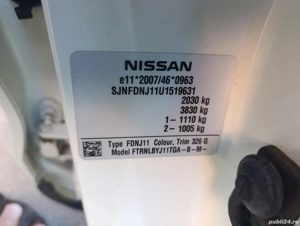 NISSAN
e11*2007/46*0963
SJNFDNJ11U1519631
2030 kg
3830 kg
1- 1110 kg
2- 1005 kg
Type FDNJ11 Colour, Trim 326 G
Model FTRNLBYJ11TGA-B-M-
publi24.ro